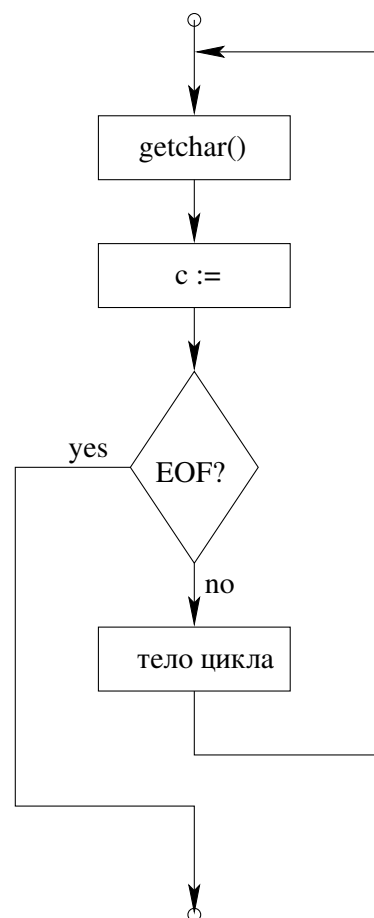 getchar()
c :=
yes
EOF?
no
тело цикла